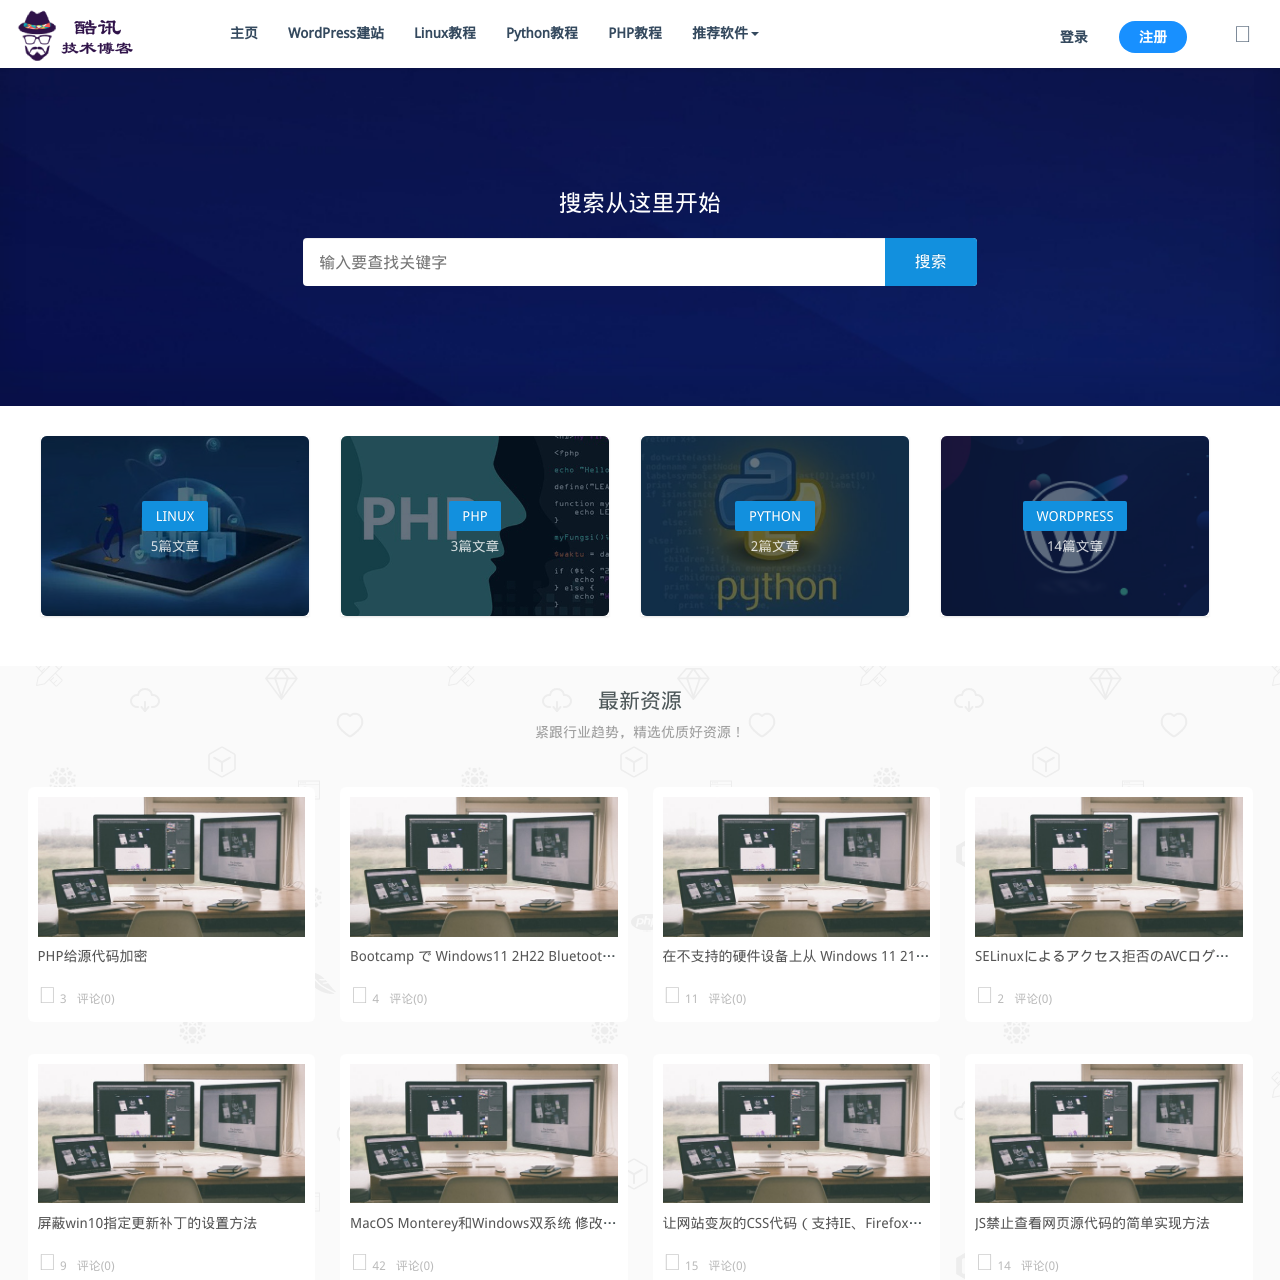 酷讯
技术博客
主页
WordPress建站
Linux教程
Python教程
PHP教程
推荐软件
登录
注册
搜索从这里开始
输入要查找关键字
搜索
LINUX
5篇文章
PHP
PHP
3篇文章
PYTHON
2篇文章
python
WORDPRESS
14篇文章
最新资源
紧跟行业趋势，精选优质好资源！
PHP给源代码加密
3 评论(0)
Bootcamp で Windows11 2H22 Bluetoot…
4 评论(0)
在不支持的硬件设备上从 Windows 11 21…
11 评论(0)
SELinuxによるアクセス拒否のAVCログ…
2 评论(0)
屏蔽win10指定更新补丁的设置方法
9 评论(0)
MacOS Monterey和Windows双系统 修改…
42 评论(0)
让网站变灰的CSS代码（支持IE、Firefox…
15 评论(0)
JS禁止查看网页源代码的简单实现方法
14 评论(0)